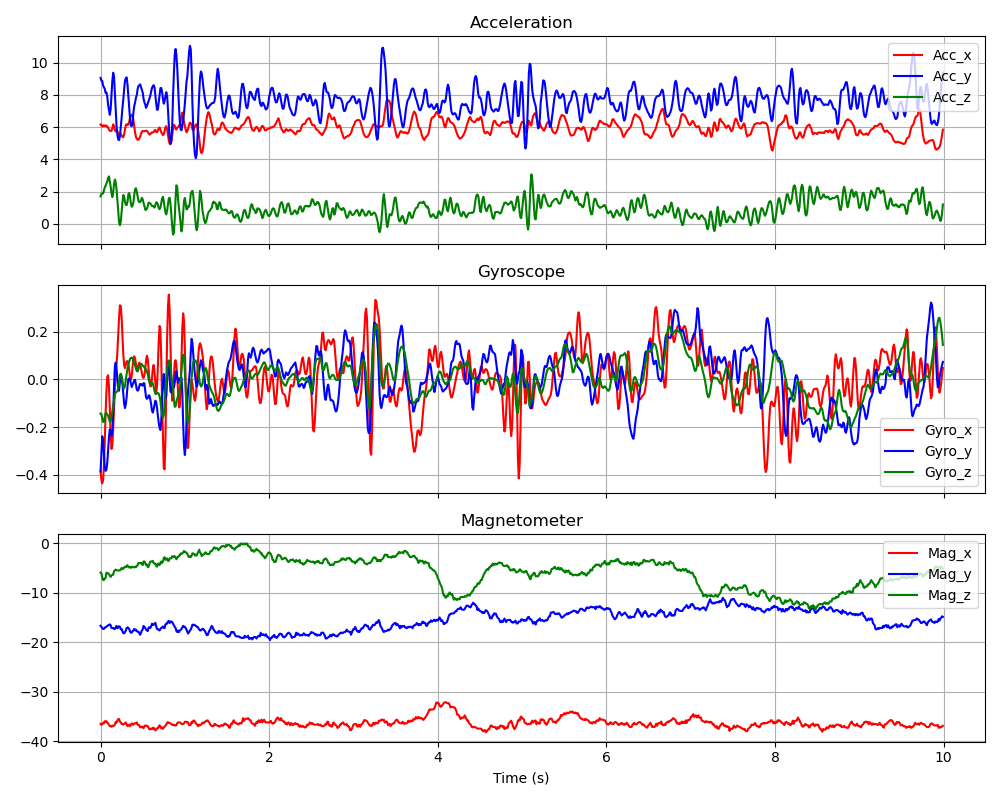 Acceleration
10
8
6
4
2
0
Acc_x
Acc_y
Acc_z
Gyroscope
0.2
0.0
−0.2
−0.4
Gyro_x
Gyro_y
Gyro_z
Magnetometer
0
−10
−20
−30
−40
Mag_x
Mag_y
Mag_z
0 2 4 6 8 10
Time (s)